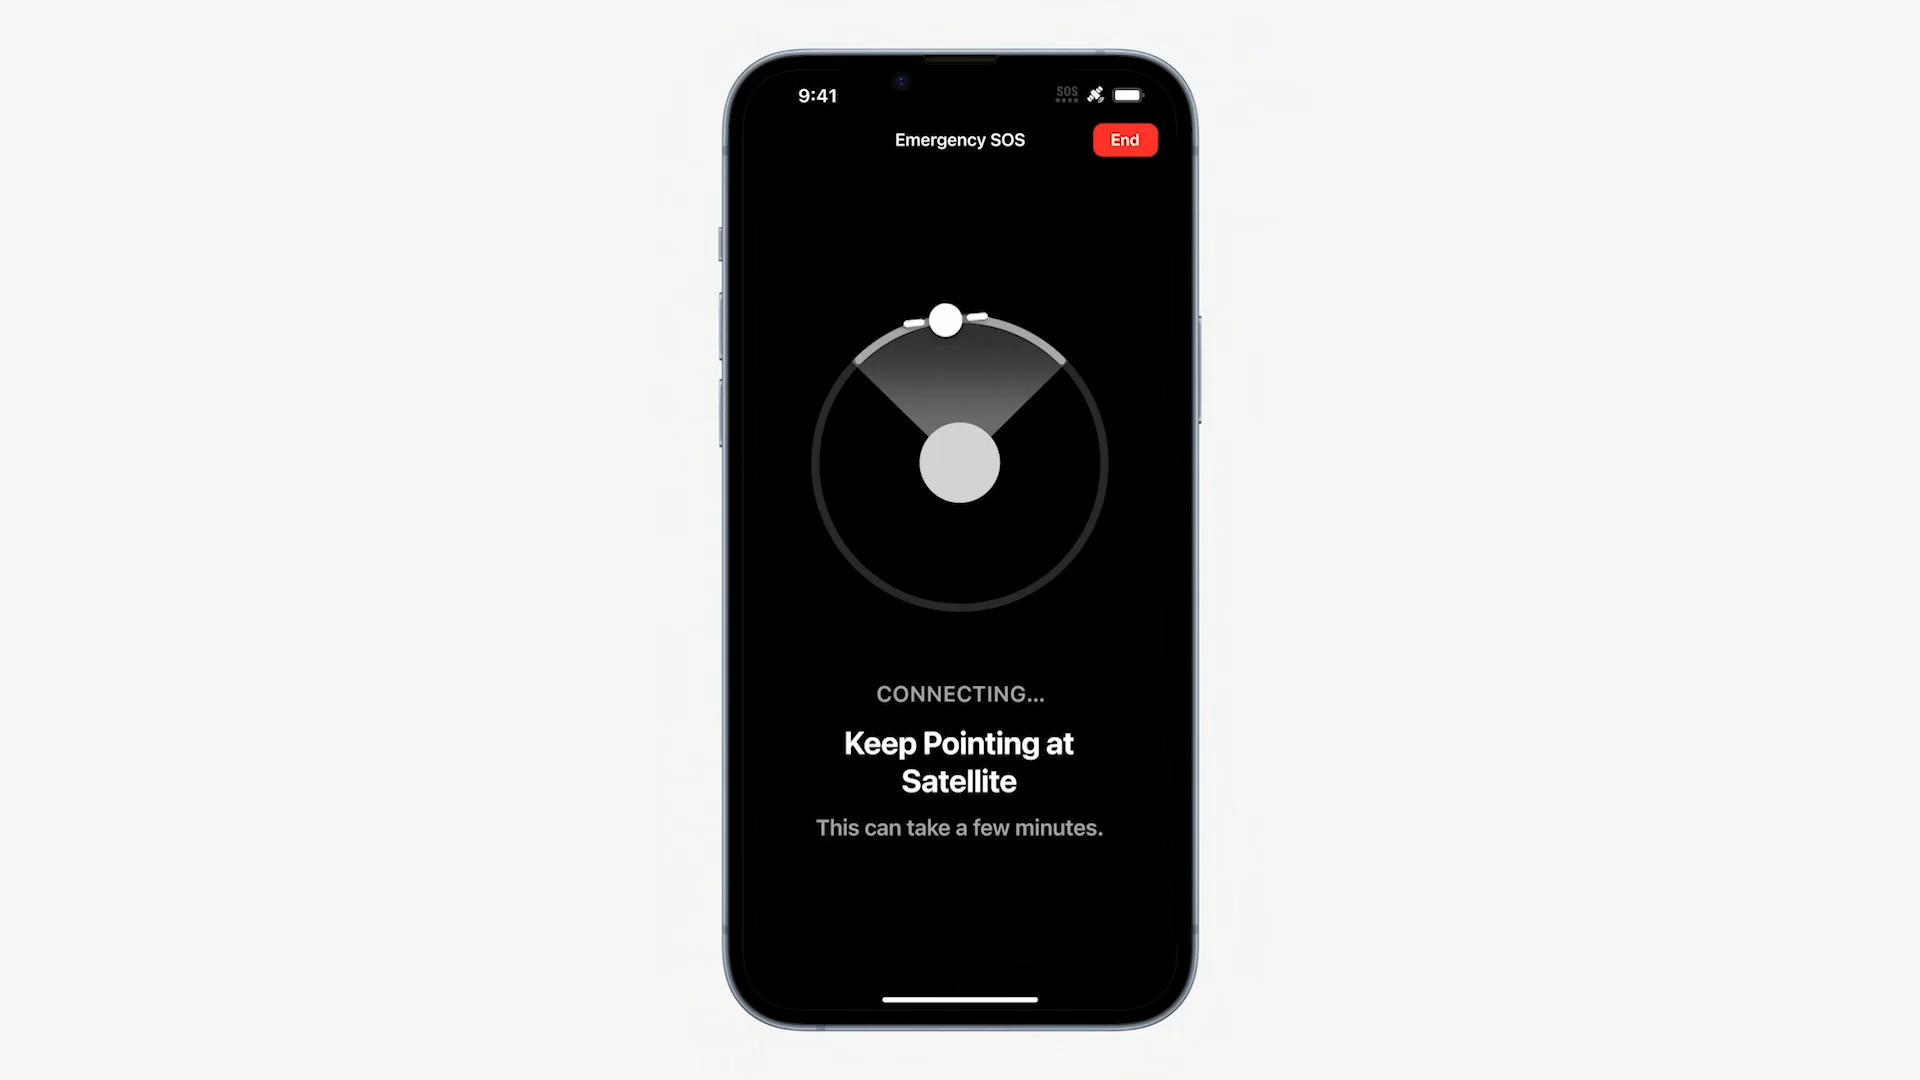 9:41
SOS
Emergency SOS
End
CONNECTING...
Keep Pointing at
Satellite
This can take a few minutes.